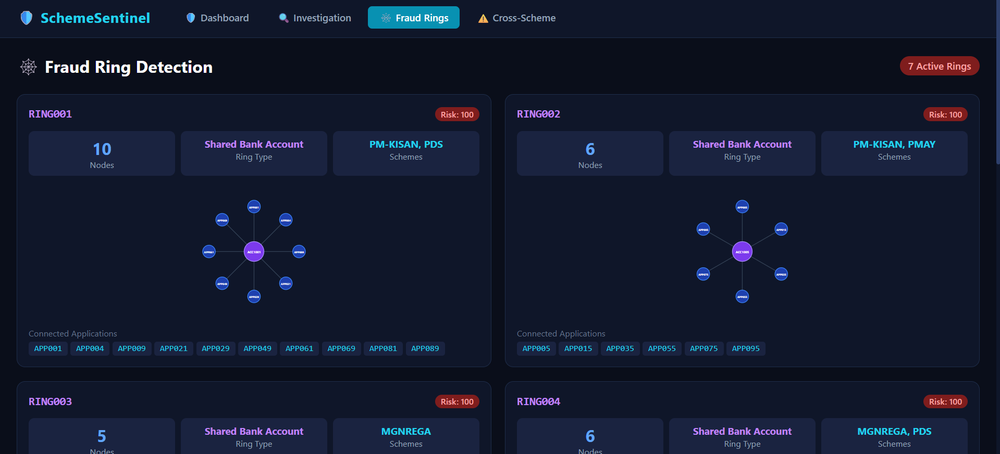 SchemeSentinel
Dashboard
Investigation
Fraud Rings
Cross-Scheme
Fraud Ring Detection
7 Active Rings
RING001
Risk: 100
10
Nodes
Shared Bank Account
Ring Type
PM-KISAN, PDS
Schemes
APP001
APP069
APP004
APP061
ACC1001
APP009
APP049
APP021
APP029
Connected Applications
APP001 APP004 APP009 APP021 APP029 APP049 APP061 APP069 APP081 APP089
RING002
Risk: 100
6
Nodes
Shared Bank Account
Ring Type
PM-KISAN, PMAY
Schemes
APP005
APP095
APP015
ACC1005
APP075
APP035
APP055
Connected Applications
APP005 APP015 APP035 APP055 APP075 APP095
RING003
Risk: 100
5
Nodes
Shared Bank Account
Ring Type
MGNREGA
Schemes
RING004
Risk: 100
6
Nodes
Shared Bank Account
Ring Type
MGNREGA, PDS
Schemes